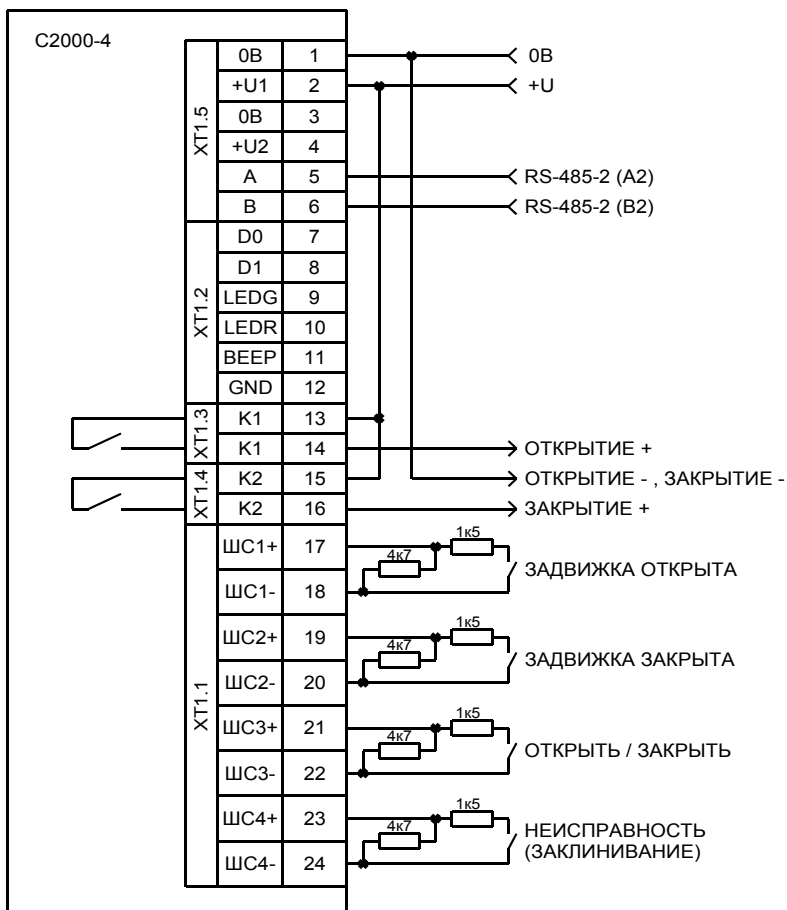 С2000-4
XT1.5
0В 1
+U1 2
0В 3
+U2 4
A 5
B 6
0В
+U
RS-485-2 (A2)
RS-485-2 (B2)
XT1.2
D0 7
D1 8
LEDG 9
LEDR 10
BEEP 11
GND 12
XT1.3
K1 13
K1 14
ОТКРЫТИЕ +
XT1.4
K2 15
ОТКРЫТИЕ - , ЗАКРЫТИЕ -
K2 16
ЗАКРЫТИЕ +
XT1.1
ШС1+ 17
ШС1- 18
1к5
4к7
ЗАДВИЖКА ОТКРЫТА
ШС2+ 19
ШС2- 20
1к5
4к7
ЗАДВИЖКА ЗАКРЫТА
ШС3+ 21
ШС3- 22
1к5
4к7
ОТКРЫТЬ / ЗАКРЫТЬ
ШС4+ 23
ШС4- 24
1к5
4к7
НЕИСПРАВНОСТЬ
(ЗАКЛИНИВАНИЕ)